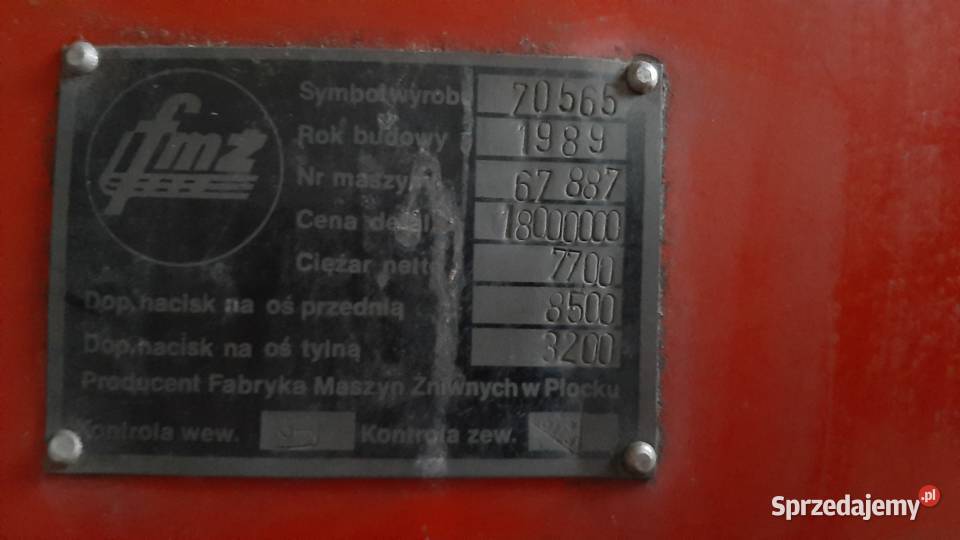 fmż
Symbol wyrobu 20565
Rok budowy 1989
Nr maszyny 67887
Cena detal. 18000000
Ciężar netto 7700
Dop. nacisk na oś przednią 8500
Dop. nacisk na oś tylną 3200
Producent Fabryka Maszyn Żniwnych w Płocku
Kontrola wew. Kontrola zew.
Sprzedajemy.pl